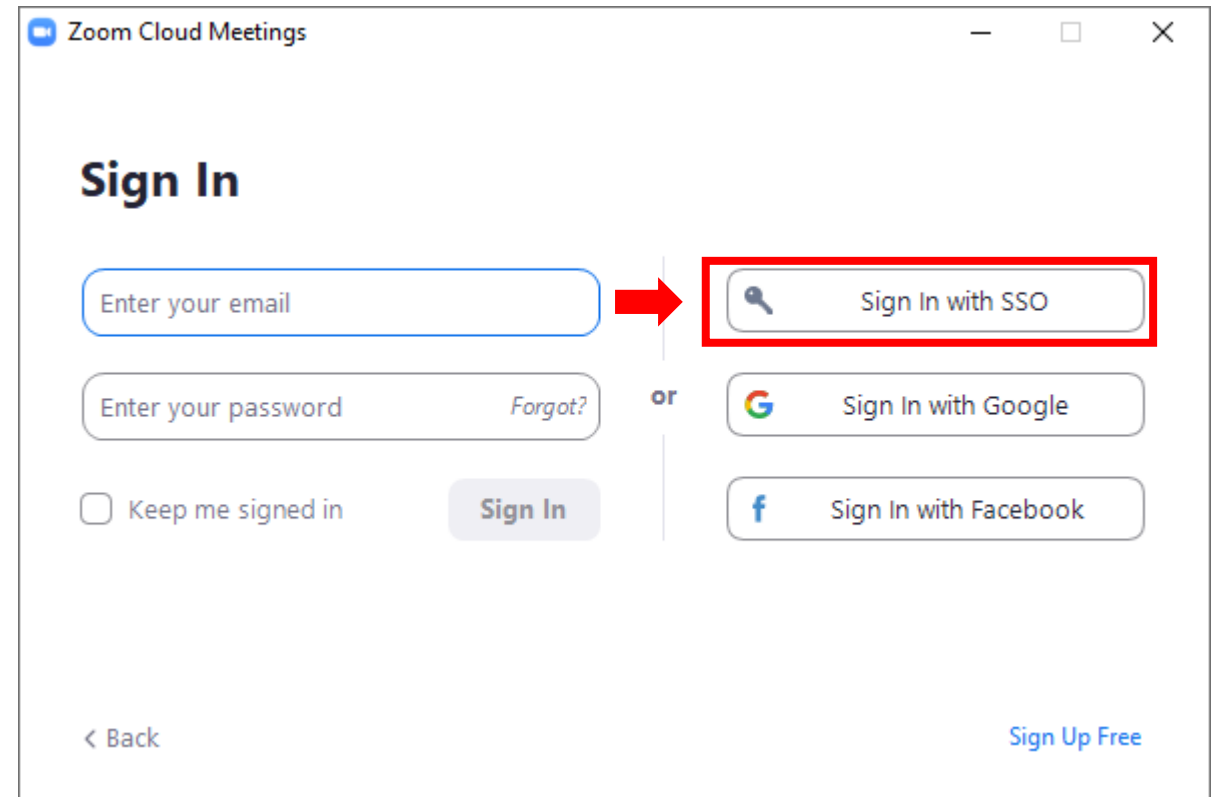 Zoom Cloud Meetings
Sign In
Enter your email
Sign In with SSO
Enter your password Forgot?
or
Sign In with Google
Keep me signed in
Sign In
Sign In with Facebook
< Back
Sign Up Free